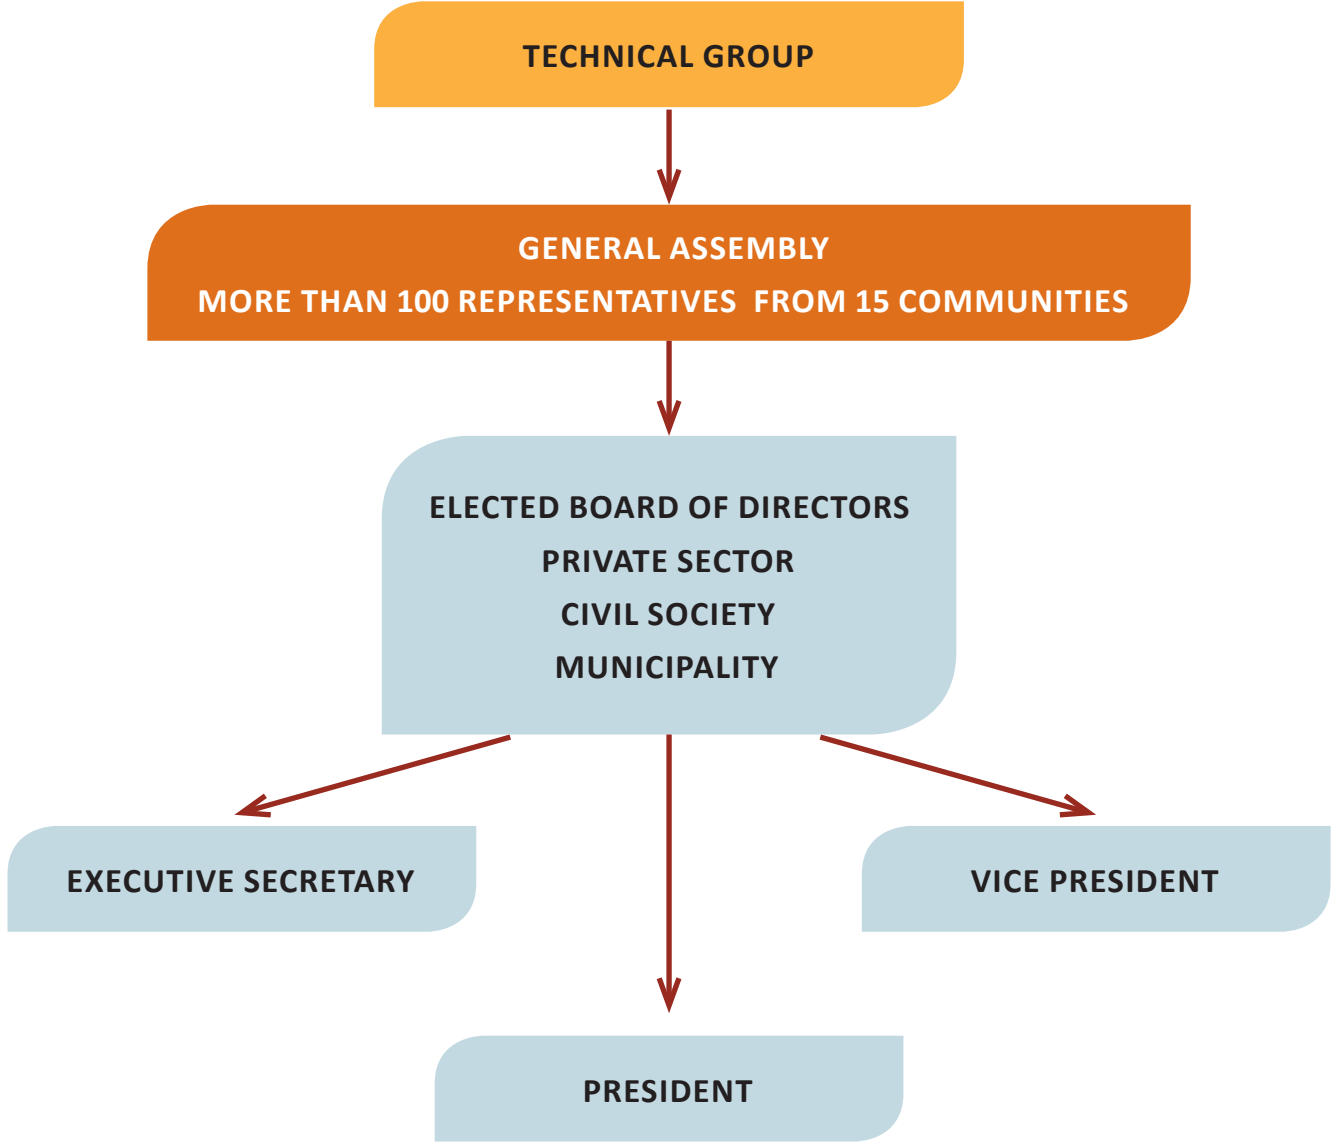 TECHNICAL GROUP
GENERAL ASSEMBLY
MORE THAN 100 REPRESENTATIVES FROM 15 COMMUNITIES
ELECTED BOARD OF DIRECTORS
PRIVATE SECTOR
CIVIL SOCIETY
MUNICIPALITY
EXECUTIVE SECRETARY
VICE PRESIDENT
PRESIDENT